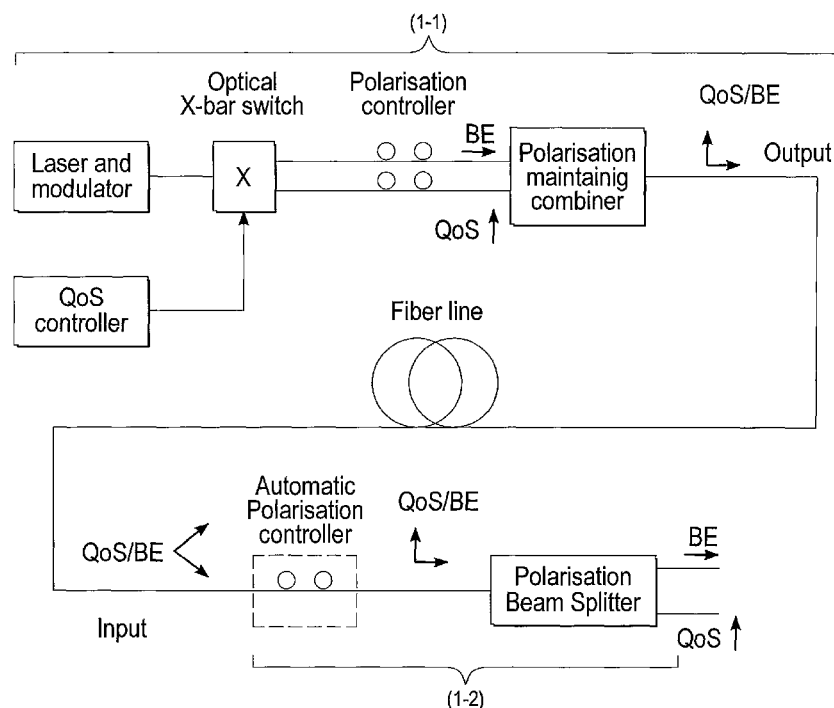 (1-1)
Optical
X-bar switch
Polarisation
controller
QoS/BE
BE
Laser and
modulator
X
Polarisation
maintainig
combiner
Output
QoS
QoS
controller
Fiber line
Automatic
Polarisation
controller
QoS/BE
QoS/BE
BE
Polarisation
Beam Splitter
Input
QoS
(1-2)